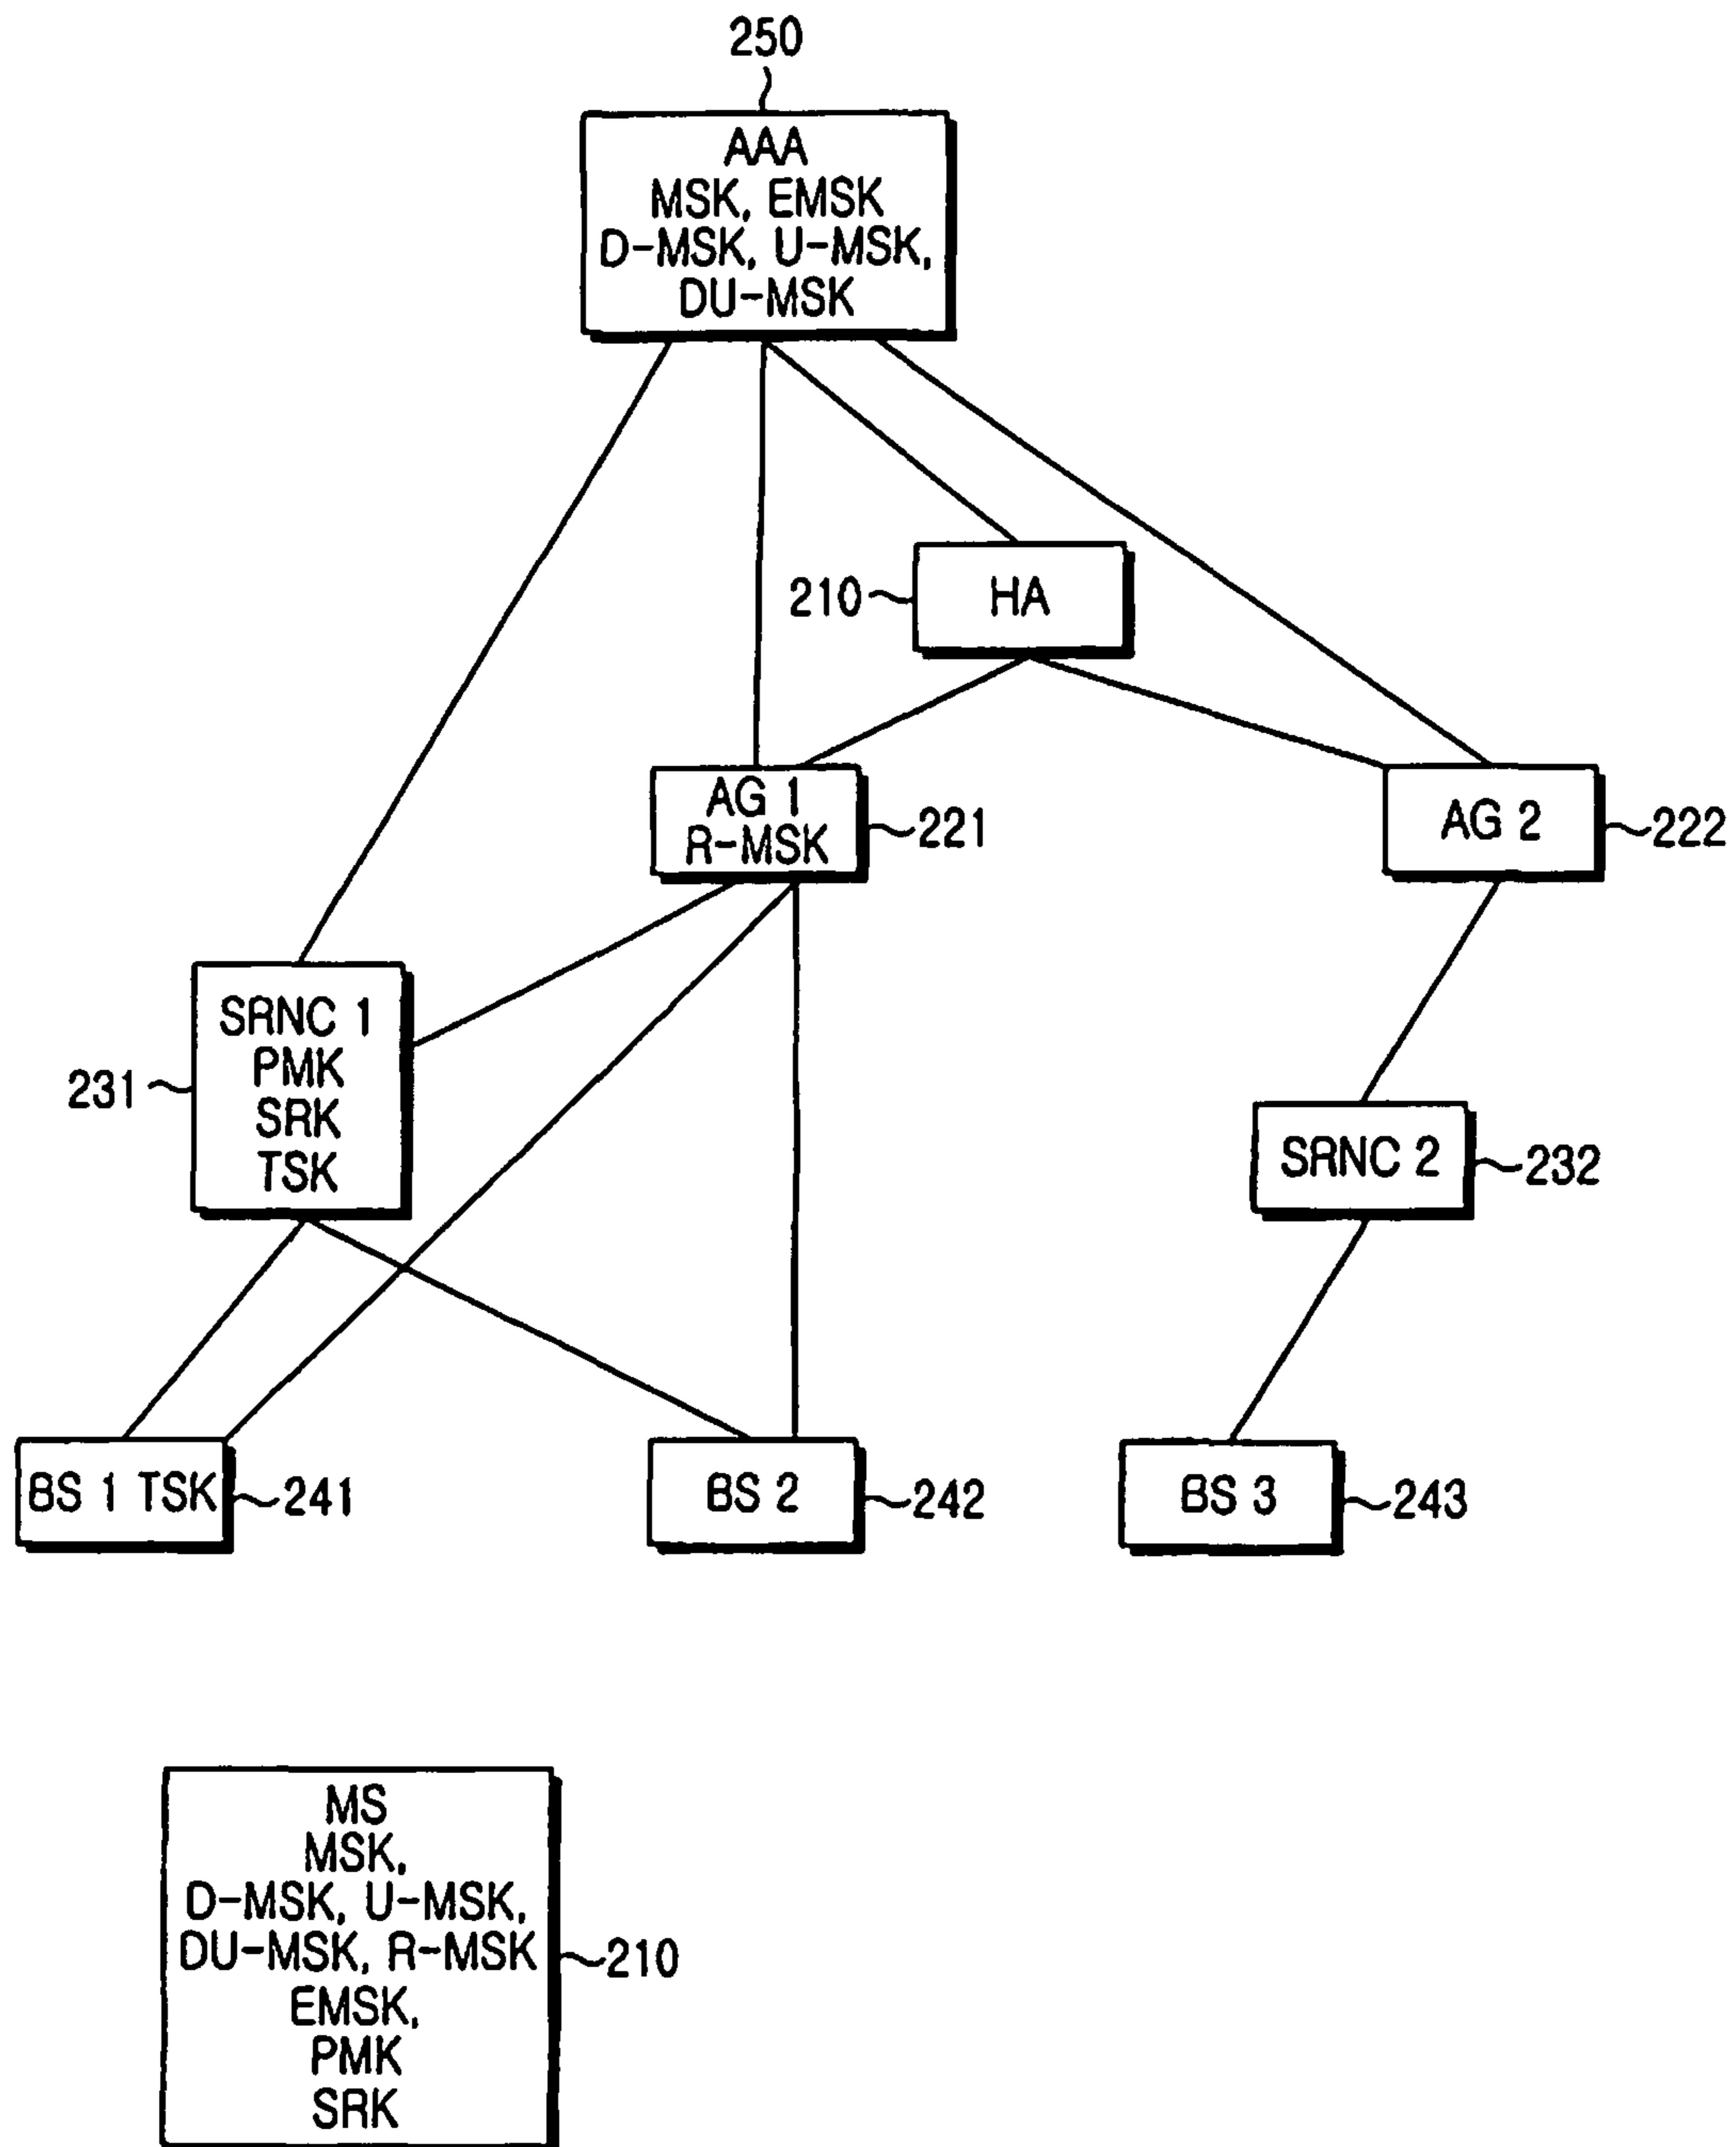 250
AAA
MSK, EMSK
D-MSK, U-MSK,
DU-MSK
210
HA
AG 1
R-MSK
221
AG 2
222
SRNC 1
PMK
SRK
TSK
231
SRNC 2
232
BS 1 TSK
241
BS 2
242
BS 3
243
MS
MSK,
D-MSK, U-MSK,
DU-MSK, R-MSK
EMSK,
PMK
SRK
210